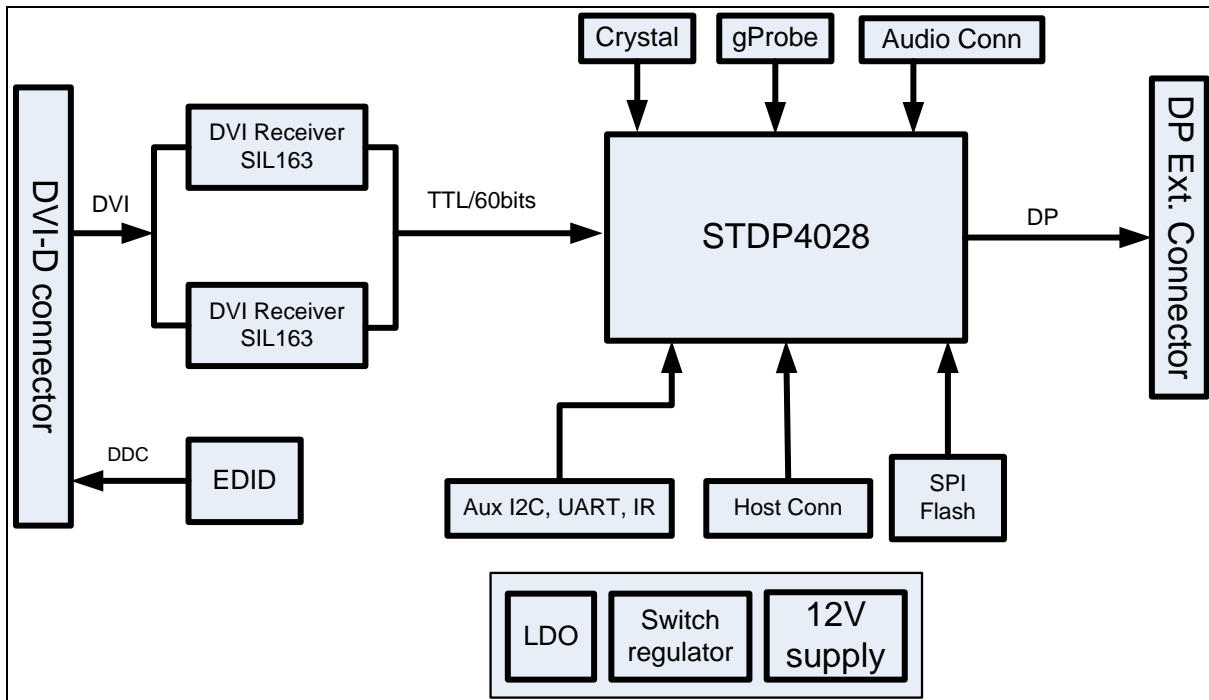 Crystal
gProbe
Audio Conn
DVI-D connector
DVI
DVI Receiver
SIL163
DVI Receiver
SIL163
TTL/60bits
STDP4028
DP
DP Ext. Connector
DDC
EDID
Aux I2C, UART, IR
Host Conn
SPI
Flash
LDO
Switch
regulator
12V
supply